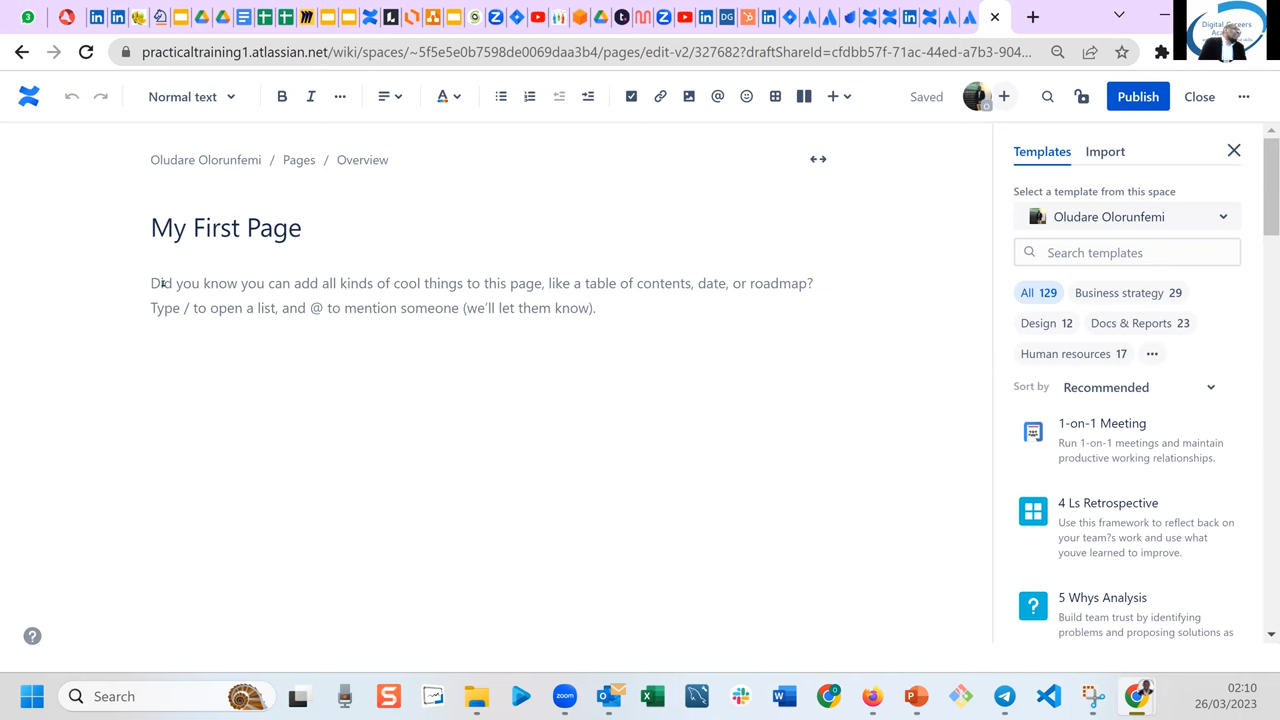 Digital Careers
practicaltraining1.atlassian.net/wiki/spaces/~5f5e5e0b75980e0069daa3b4/pages/edit-v2/327682?draftShareId=cfdbb57f-71ac-44ed-a7b3-904...
Normal text
B
I
Saved
Publish
Close
Oludare Olorunfemi / Pages / Overview
My First Page
Did you know you can add all kinds of cool things to this page, like a table of contents, date, or roadmap?
Type / to open a list, and @ to mention someone (we'll let them know).
Templates
Import
Select a template from this space
Oludare Olorunfemi
Search templates
All 129
Business strategy 29
Design 12
Docs & Reports 23
Human resources 17
Sort by
Recommended
1-on-1 Meeting
Run 1-on-1 meetings and maintain
productive working relationships.
4 Ls Retrospective
Use this framework to reflect back on
your team?s work and use what
youve learned to improve.
5 Whys Analysis
Build team trust by identifying
problems and proposing solutions as
Search
zoom
02:10
26/03/2023